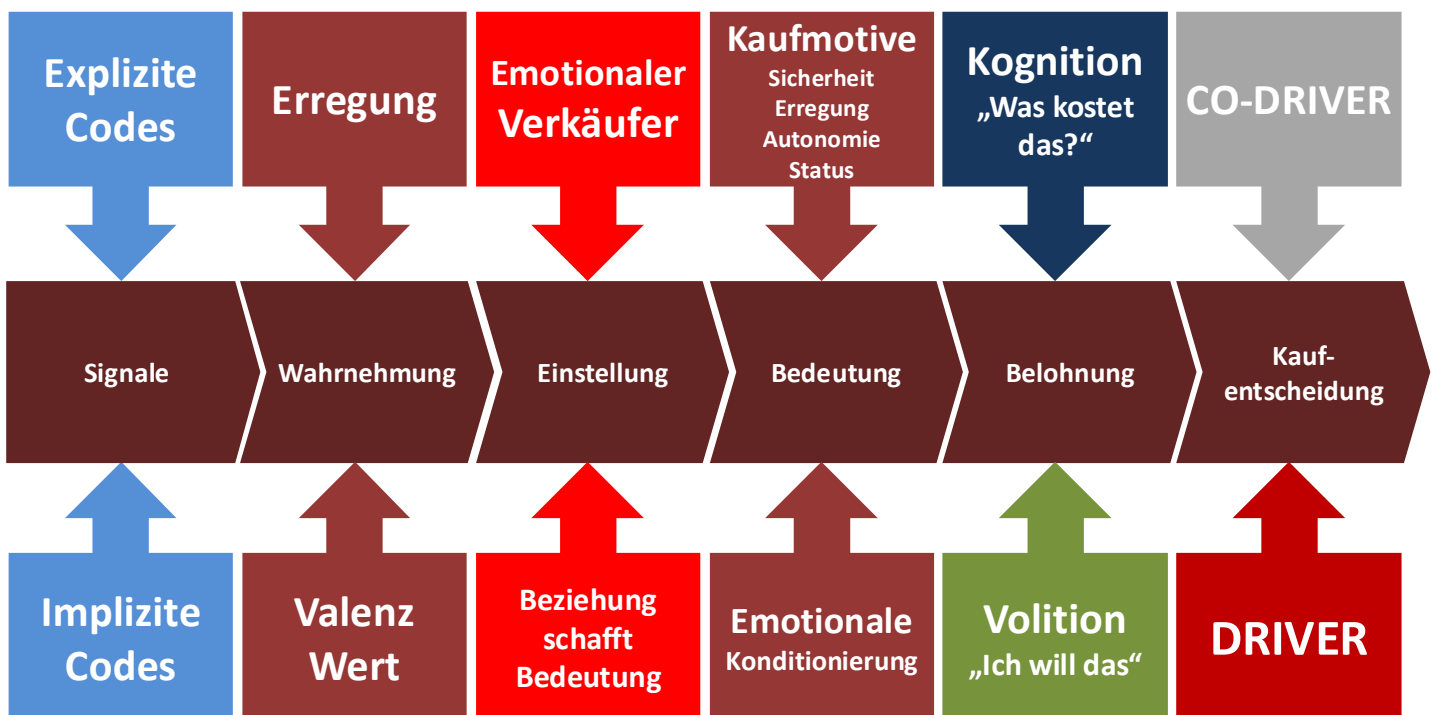 Explizite
Codes
Erregung
Emotionaler
Verkäufer
Kaufmotive
Sicherheit
Erregung
Autonomie
Status
Kognition
„Was kostet
das?“
CO-DRIVER
Signale
Wahrnehmung
Einstellung
Bedeutung
Belohnung
Kauf-
entscheidung
Implizite
Codes
Valenz
Wert
Beziehung
schafft
Bedeutung
Emotionale
Konditionierung
Volition
„Ich will das“
DRIVER